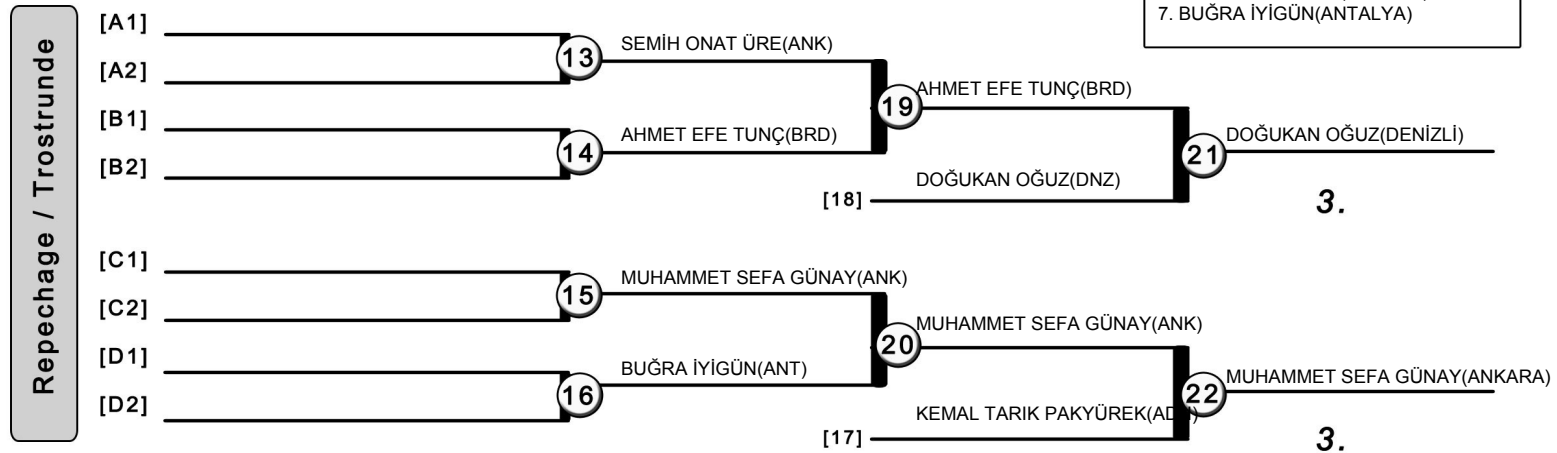 7. BUĞRA İYİGÜN(ANTALYA)
Repechage / Trostrunde
[A1]
13
SEMİH ONAT ÜRE(ANK)
[A2]
19
AHMET EFE TUNÇ(BRD)
[B1]
14
AHMET EFE TUNÇ(BRD)
21
DOĞUKAN OĞUZ(DENİZLİ)
[B2]
[18]
DOĞUKAN OĞUZ(DNZ)
3.
[C1]
15
MUHAMMET SEFA GÜNAY(ANK)
[C2]
20
MUHAMMET SEFA GÜNAY(ANK)
[D1]
16
BUĞRA İYİGÜN(ANT)
22
MUHAMMET SEFA GÜNAY(ANKARA)
[D2]
[17]
KEMAL TARIK PAKYÜREK
3.